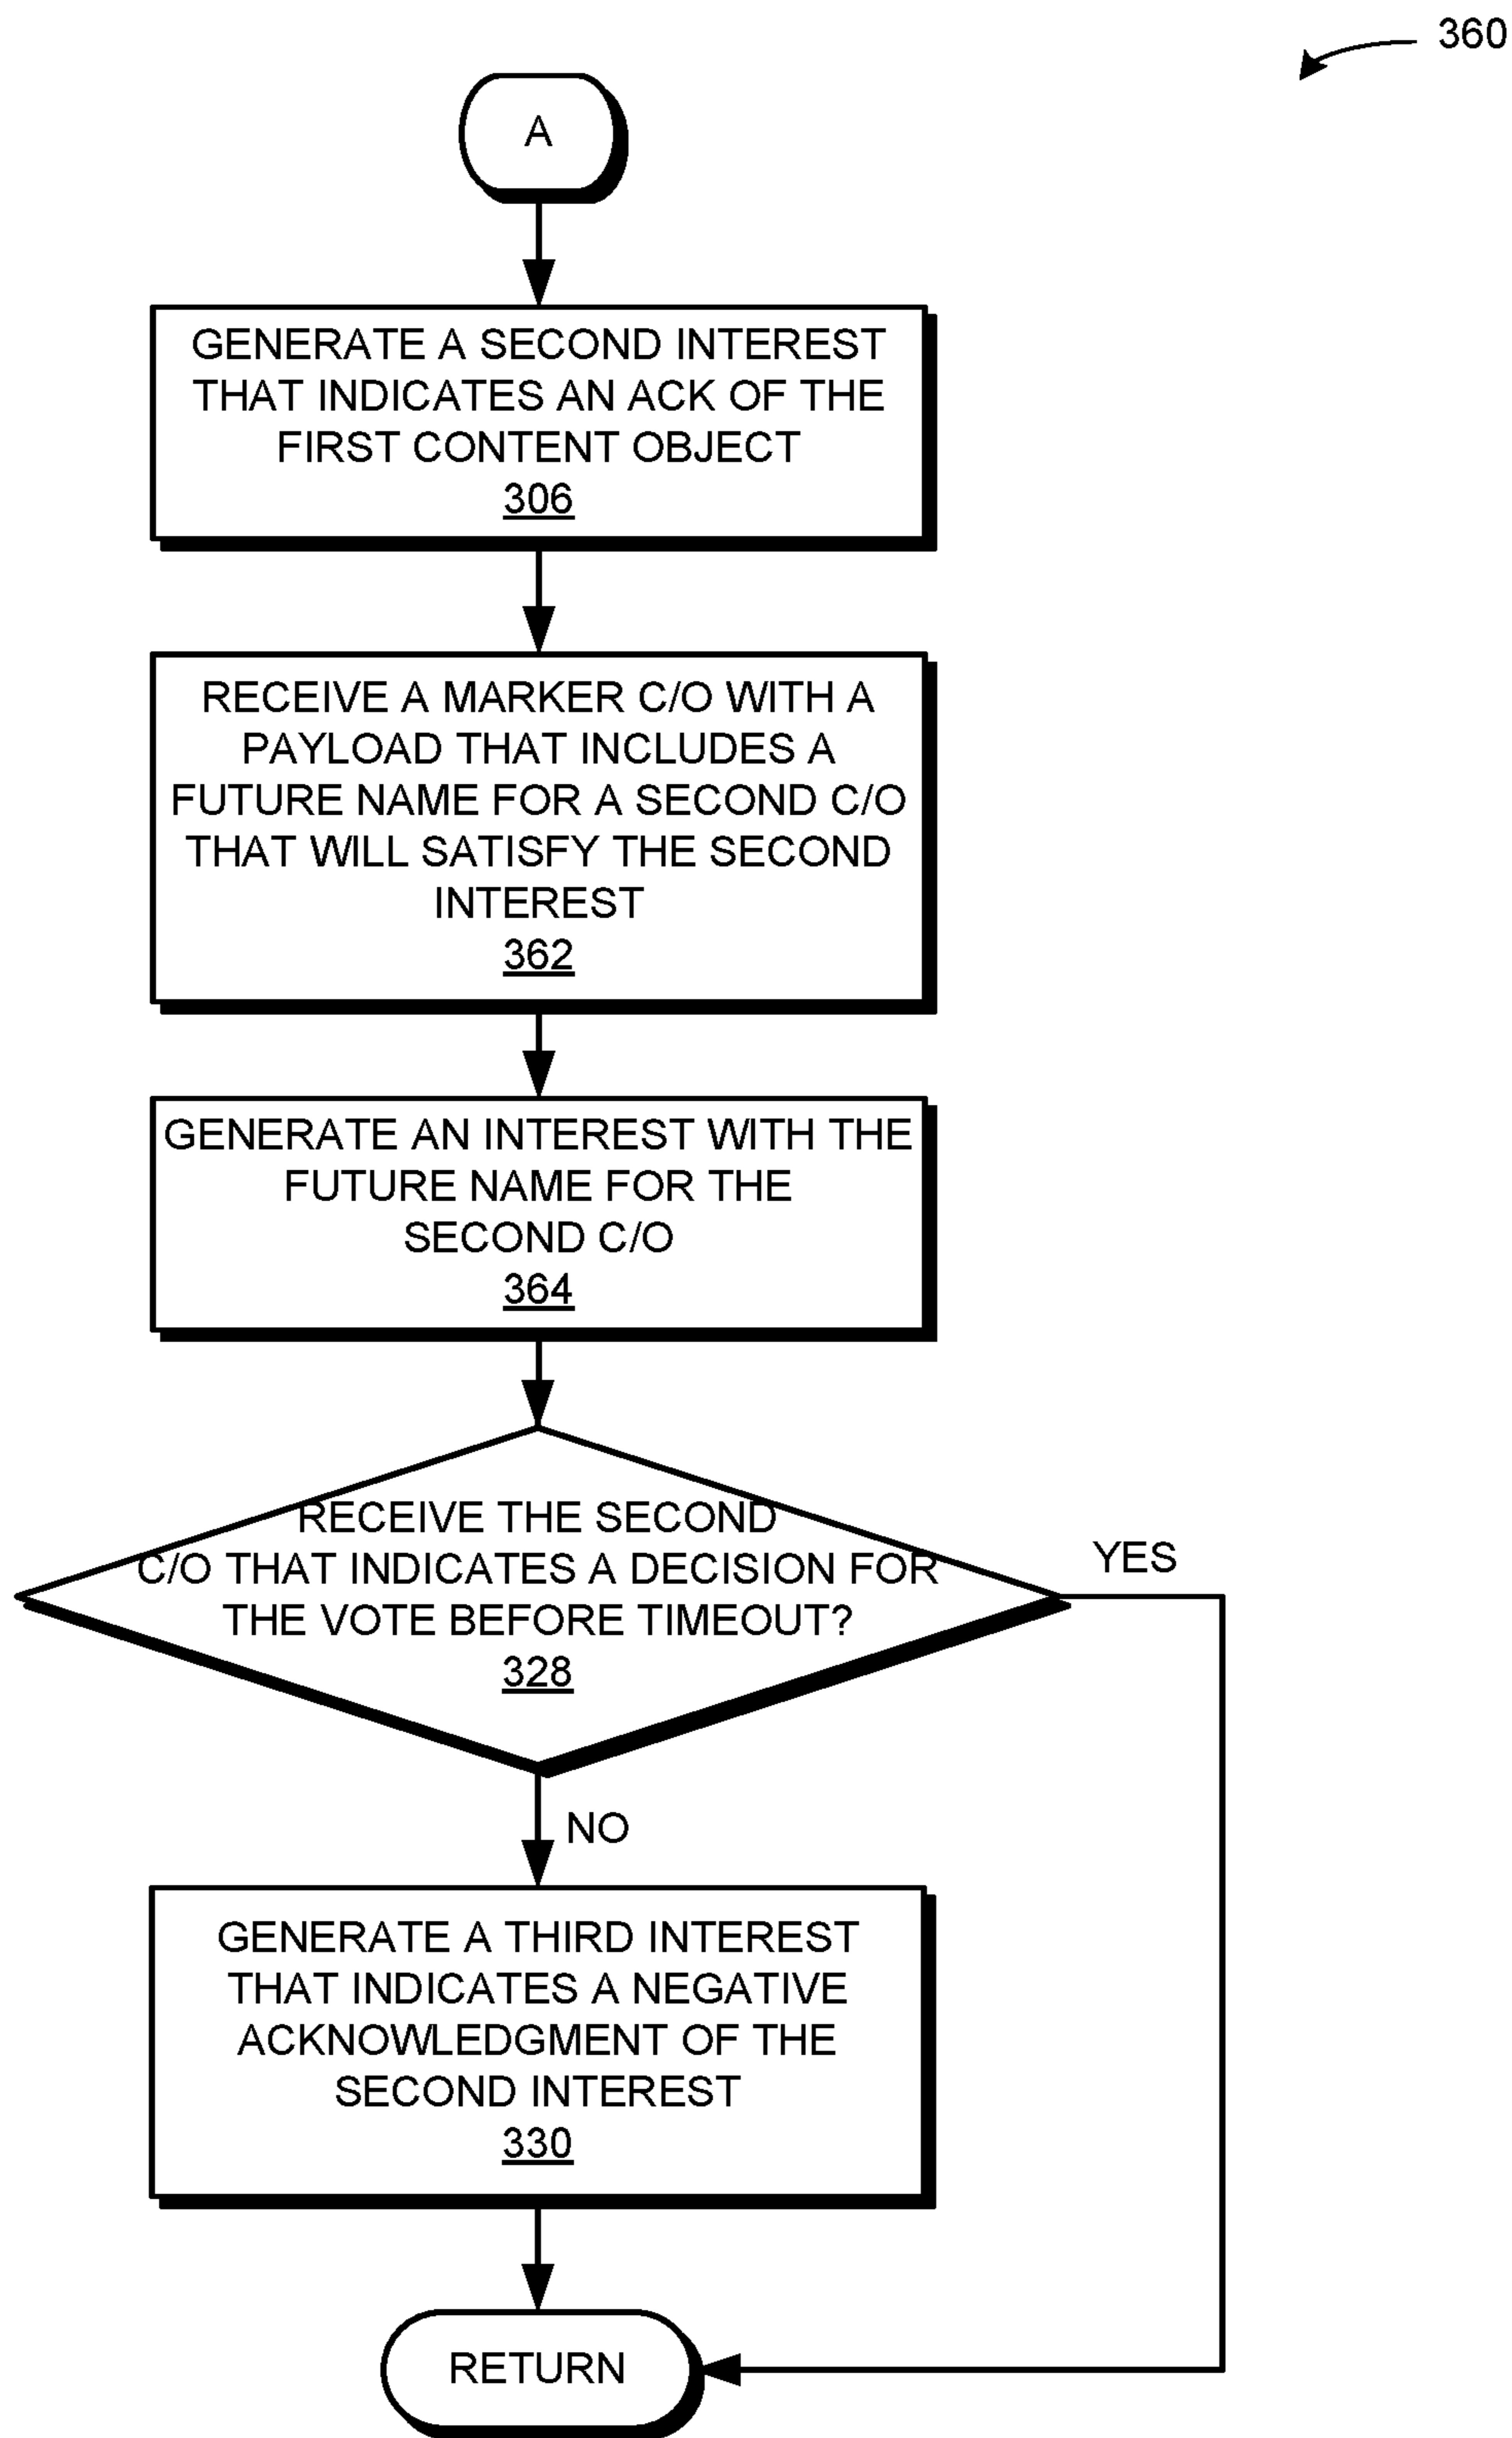 360
A
GENERATE A SECOND INTEREST
THAT INDICATES AN ACK OF THE
FIRST CONTENT OBJECT
306
RECEIVE A MARKER C/O WITH A
PAYLOAD THAT INCLUDES A
FUTURE NAME FOR A SECOND C/O
THAT WILL SATISFY THE SECOND
INTEREST
362
GENERATE AN INTEREST WITH THE
FUTURE NAME FOR THE
SECOND C/O
364
RECEIVE THE SECOND
C/O THAT INDICATES A DECISION FOR
THE VOTE BEFORE TIMEOUT?
328
YES
NO
GENERATE A THIRD INTEREST
THAT INDICATES A NEGATIVE
ACKNOWLEDGMENT OF THE
SECOND INTEREST
330
RETURN